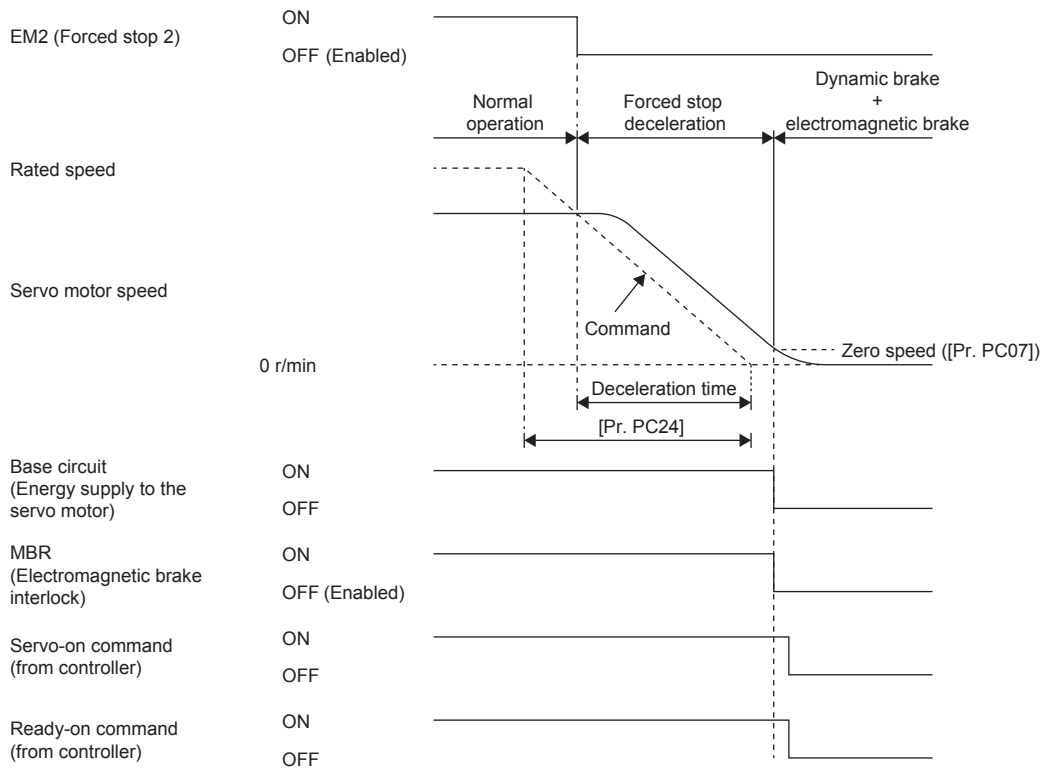 EM2 (Forced stop 2)
ON
OFF (Enabled)
Normal
operation
Forced stop
deceleration
Dynamic brake
+
electromagnetic brake
Rated speed
Servo motor speed
Command
Zero speed ([Pr. PC07])
0 r/min
Deceleration time
[Pr. PC24]
Base circuit
(Energy supply to the
servo motor)
ON
OFF
MBR
(Electromagnetic brake
interlock)
ON
OFF (Enabled)
Servo-on command
(from controller)
ON
OFF
Ready-on command
(from controller)
ON
OFF